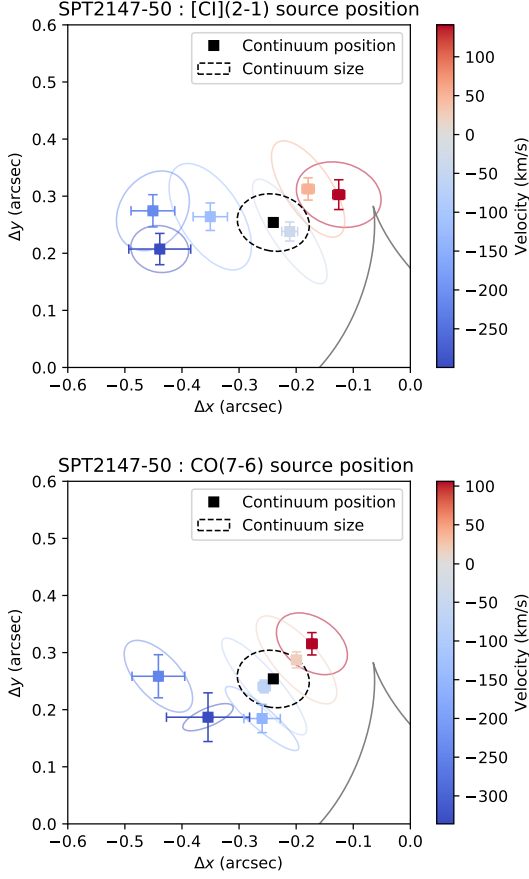 SPT2147-50 : [CI](2-1) source position
Continuum position
Continuum size
0.6
0.5
0.4
0.3
0.2
0.1
0.0
Δy (arcsec)
−0.6 −0.5 −0.4 −0.3 −0.2 −0.1 0.0
Δx (arcsec)
100
50
0
−50
−100
−150
−200
−250
Velocity (km/s)
SPT2147-50 : CO(7-6) source position
Continuum position
Continuum size
0.6
0.5
0.4
0.3
0.2
0.1
0.0
Δy (arcsec)
−0.6 −0.5 −0.4 −0.3 −0.2 −0.1 0.0
Δx (arcsec)
100
50
0
−50
−100
−150
−200
−250
−300
Velocity (km/s)